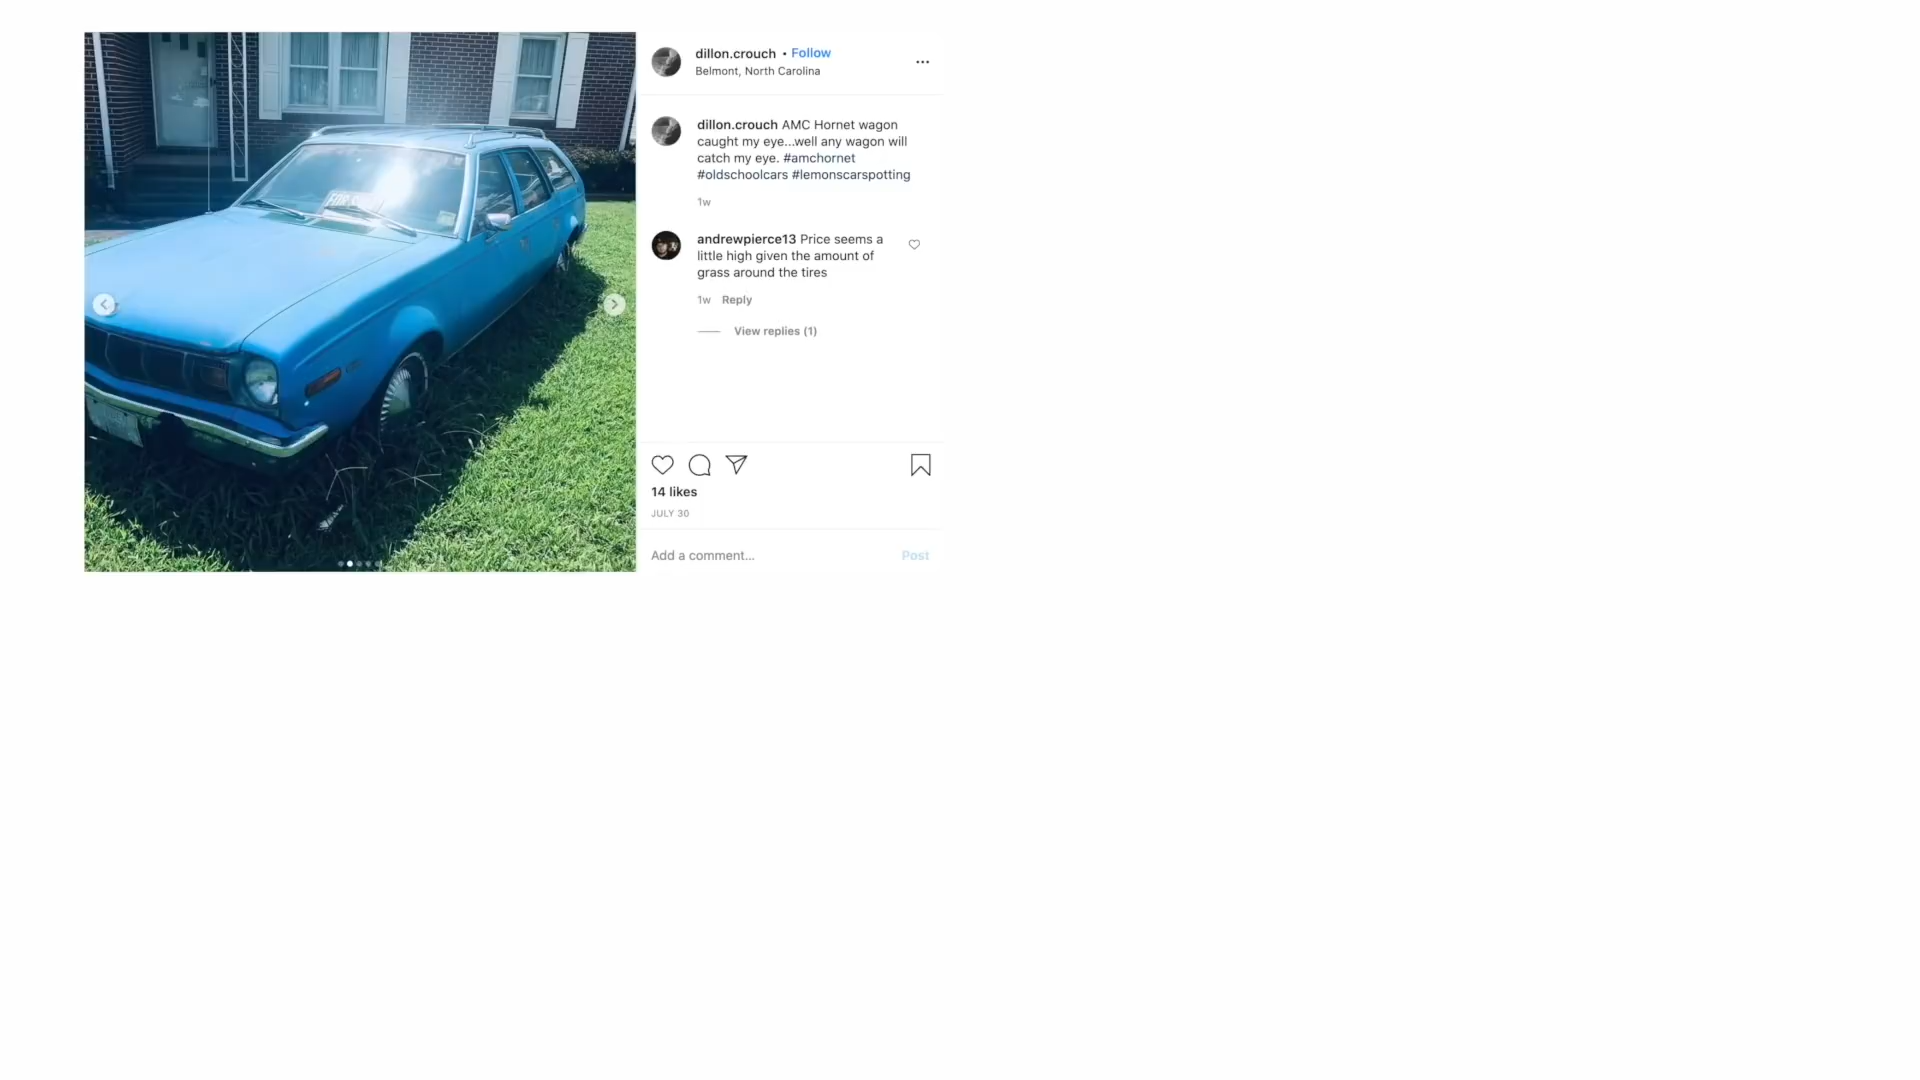 dillon.crouch • Follow
Belmont, North Carolina
dillon.crouch AMC Hornet wagon
caught my eye...well any wagon will
catch my eye. #amchornet
#oldschoolcars #lemonscarspotting
1w
andrewpierce13 Price seems a
little high given the amount of
grass around the tires
1w Reply
View replies (1)
14 likes
JULY 30
Add a comment... Post
FOR